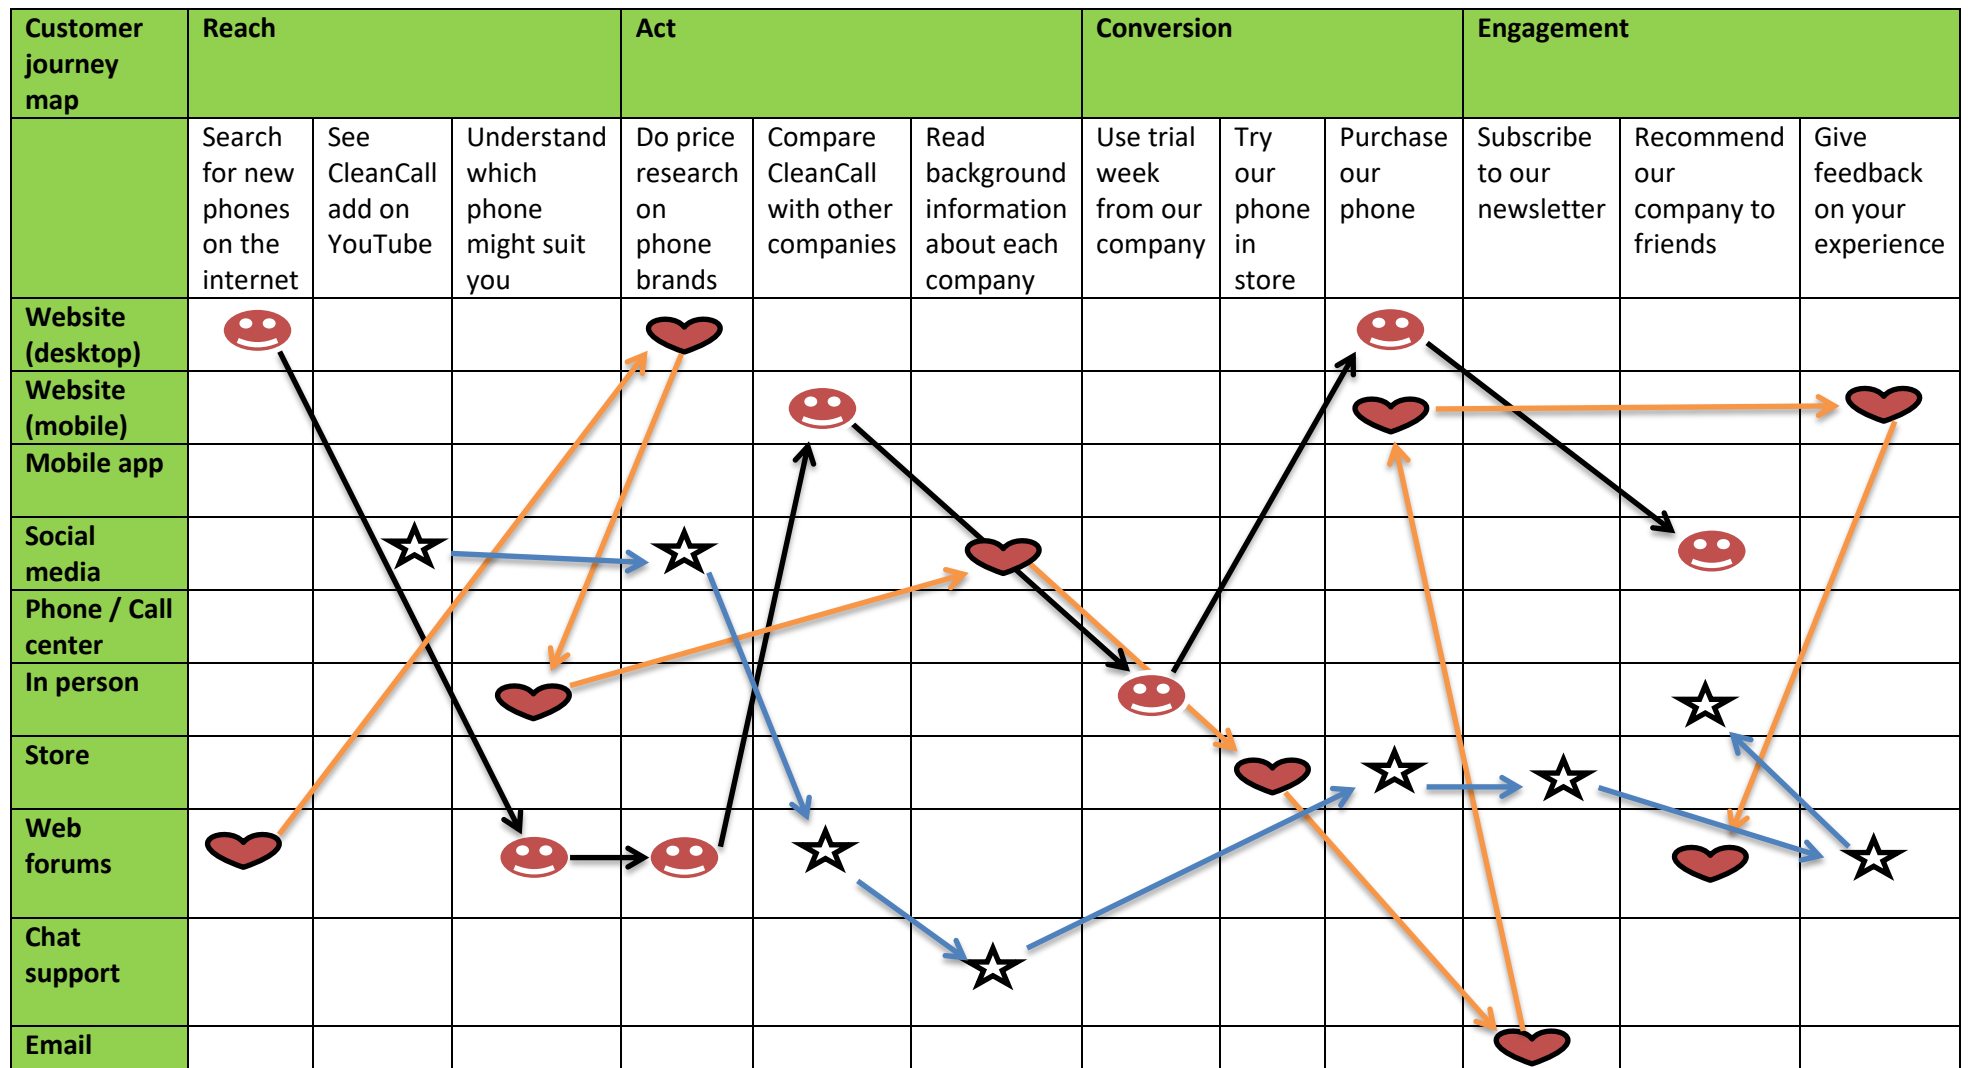 Customer journey map
Reach
Act
Conversion
Engagement
Search for new phones on the internet
See CleanCall add on YouTube
Understand which phone might suit you
Do price research on phone brands
Compare CleanCall with other companies
Read background information about each company
Use trial week from our company
Try our phone in store
Purchase our phone
Subscribe to our newsletter
Recommend our company to friends
Give feedback on your experience
Website (desktop)
Website (mobile)
Mobile app
Social media
Phone / Call center
In person
Store
Web forums
Chat support
Email